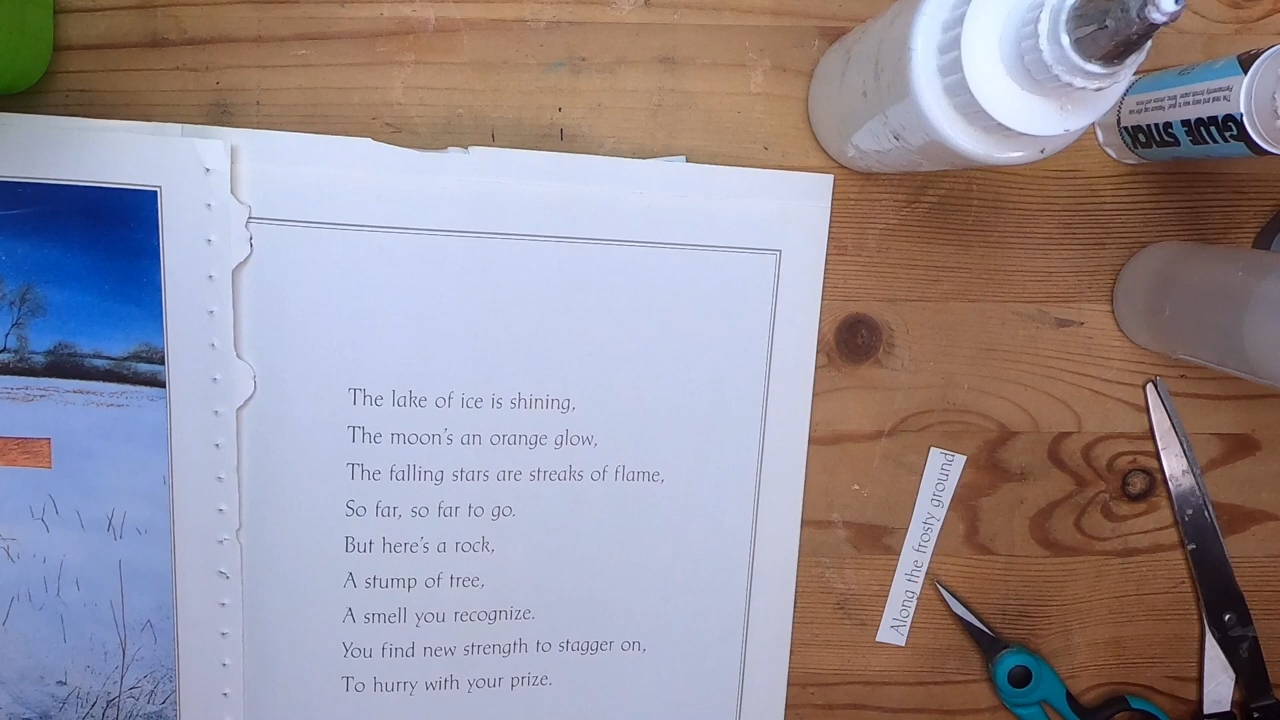 The lake of ice is shining,
The moon's an orange glow,
The falling stars are streaks of flame,
So far, so far to go.
But here's a rock,
A stump of tree,
A smell you recognize.
You find new strength to stagger on,
To hurry with your prize.
Along the frosty ground
GLUE STICK